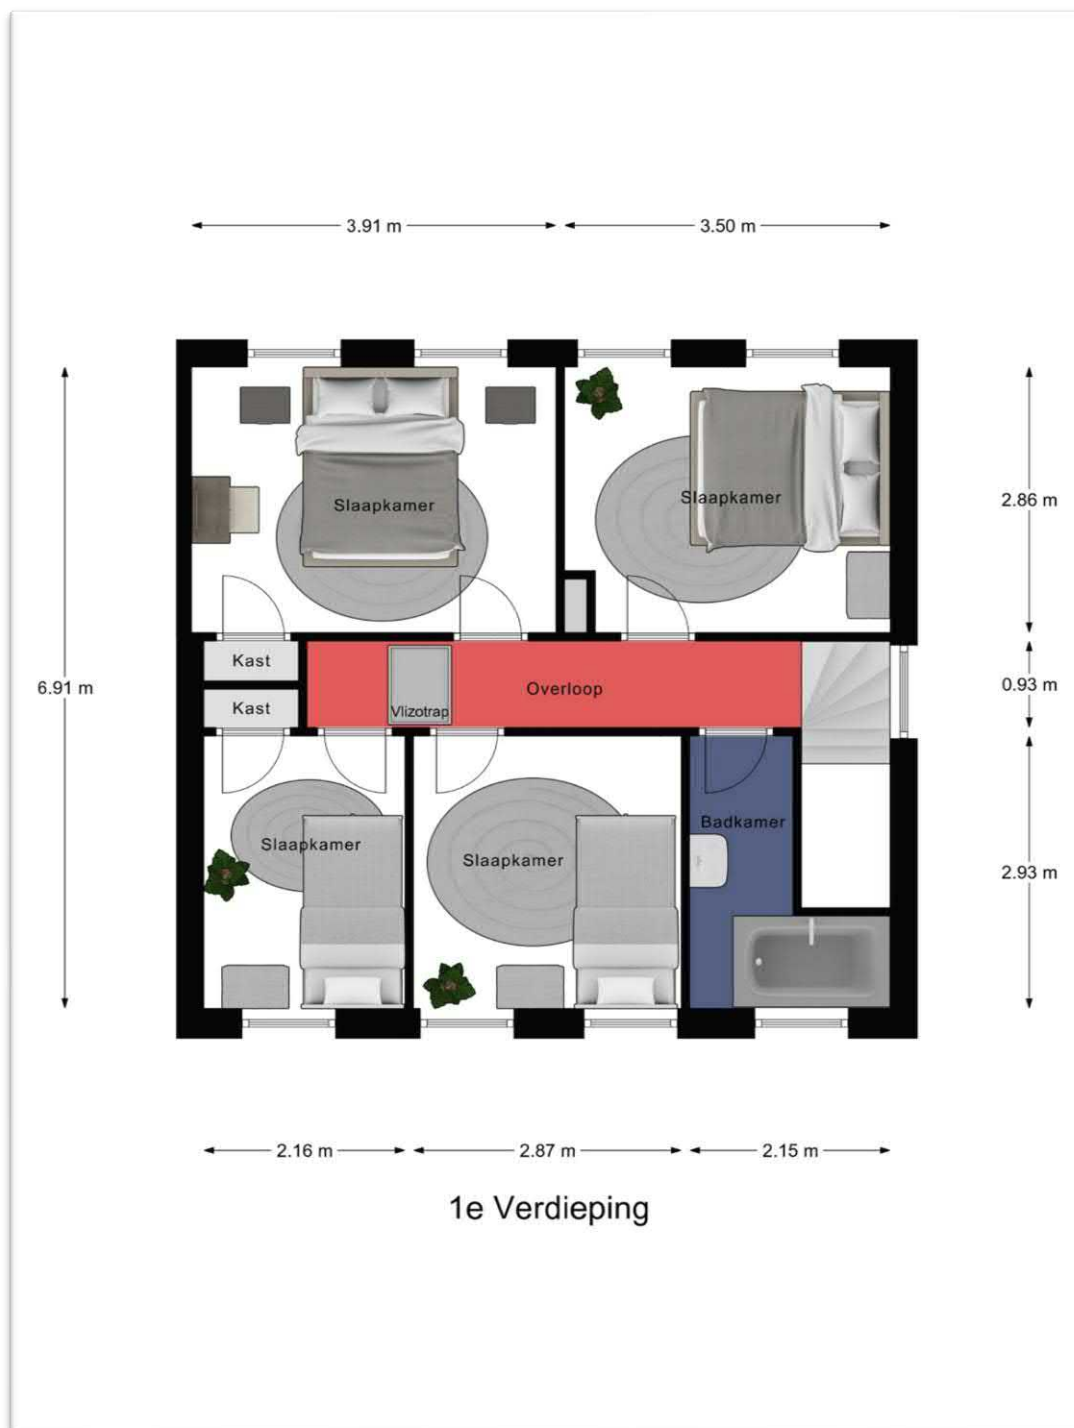 3.91 m
3.50 m
Slaapkamer
Slaapkamer
2.86 m
Kast
Kast
Vlizotrap
Overloop
0.93 m
6.91 m
Slaapkamer
Slaapkamer
Badkamer
2.93 m
2.16 m
2.87 m
2.15 m
1e Verdieping